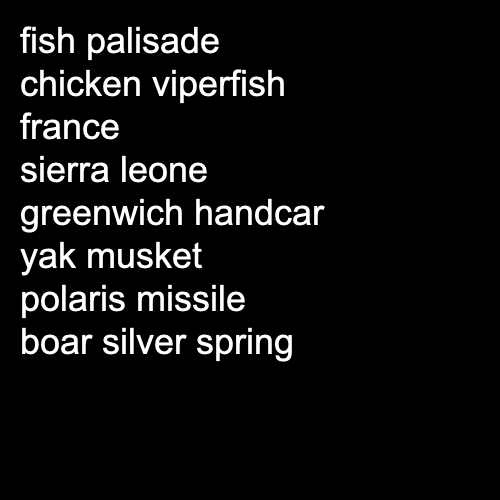 fish palisade
chicken viperfish
france
sierra leone
greenwich handcar
yak musket
polaris missile
boar silver spring